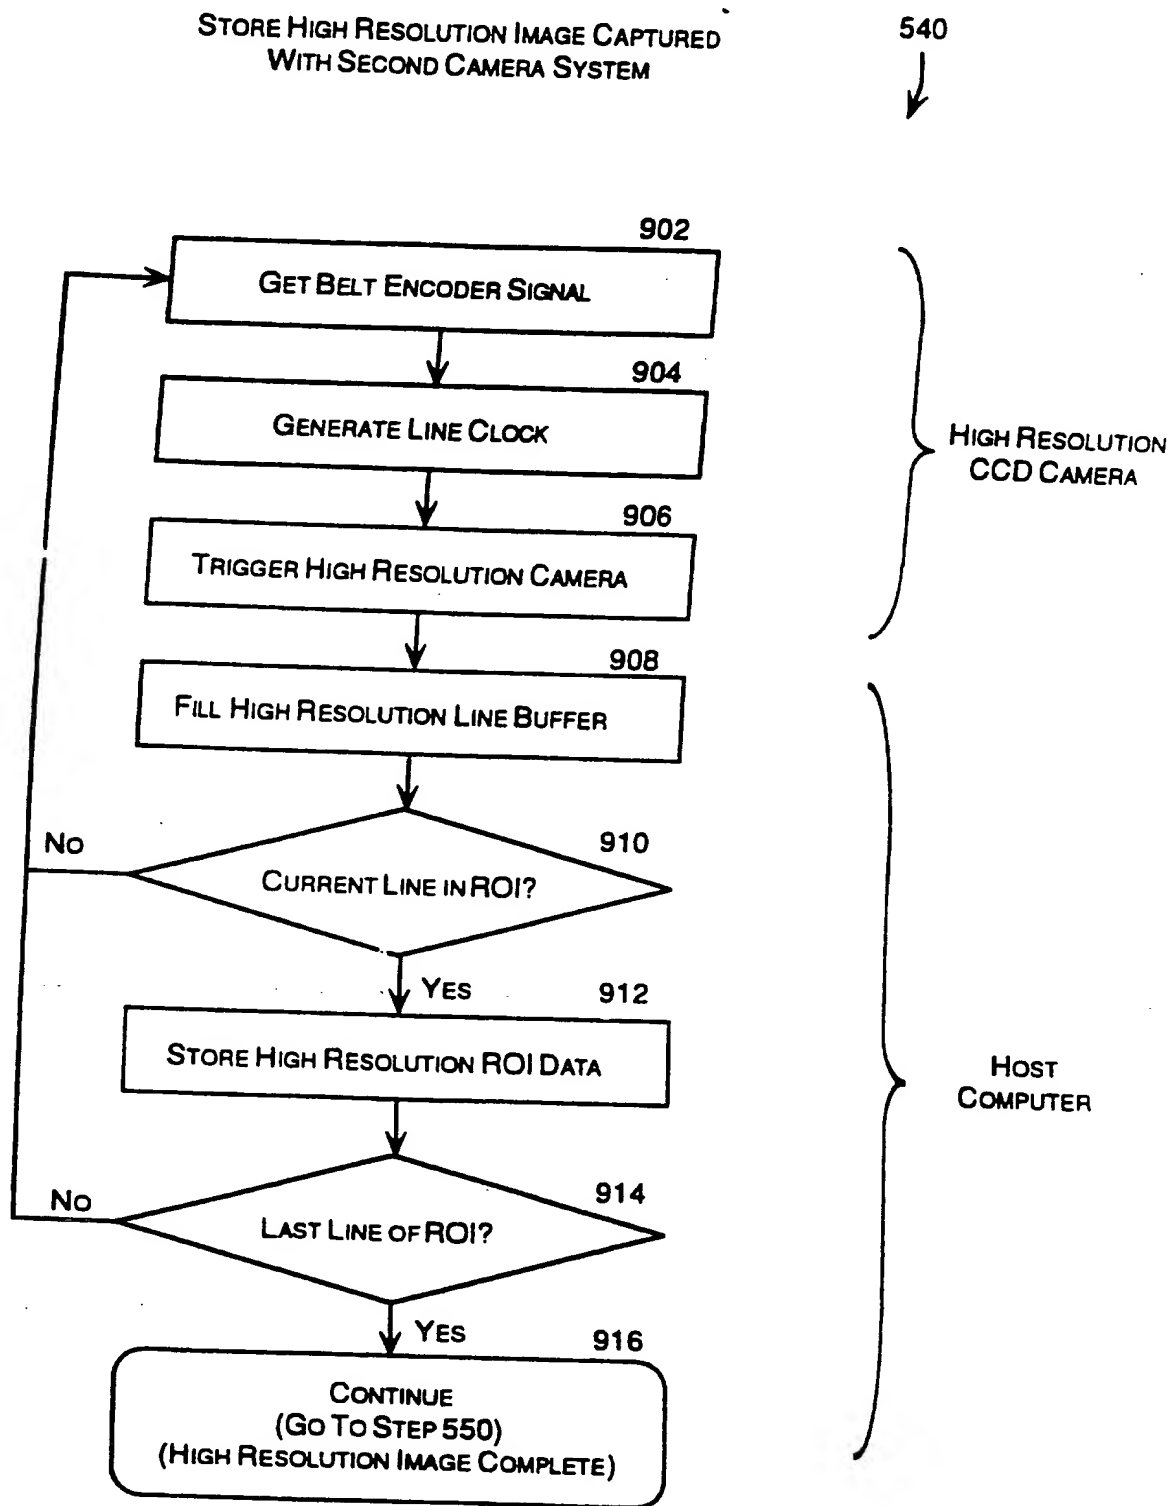 STORE HIGH RESOLUTION IMAGE CAPTURED
WITH SECOND CAMERA SYSTEM
540
902
GET BELT ENCODER SIGNAL
904
GENERATE LINE CLOCK
HIGH RESOLUTION
CCD CAMERA
906
TRIGGER HIGH RESOLUTION CAMERA
908
FILL HIGH RESOLUTION LINE BUFFER
NO
910
CURRENT LINE IN ROI?
YES
912
STORE HIGH RESOLUTION ROI DATA
HOST
COMPUTER
NO
914
LAST LINE OF ROI?
YES
916
CONTINUE
(GO TO STEP 550)
(HIGH RESOLUTION IMAGE COMPLETE)